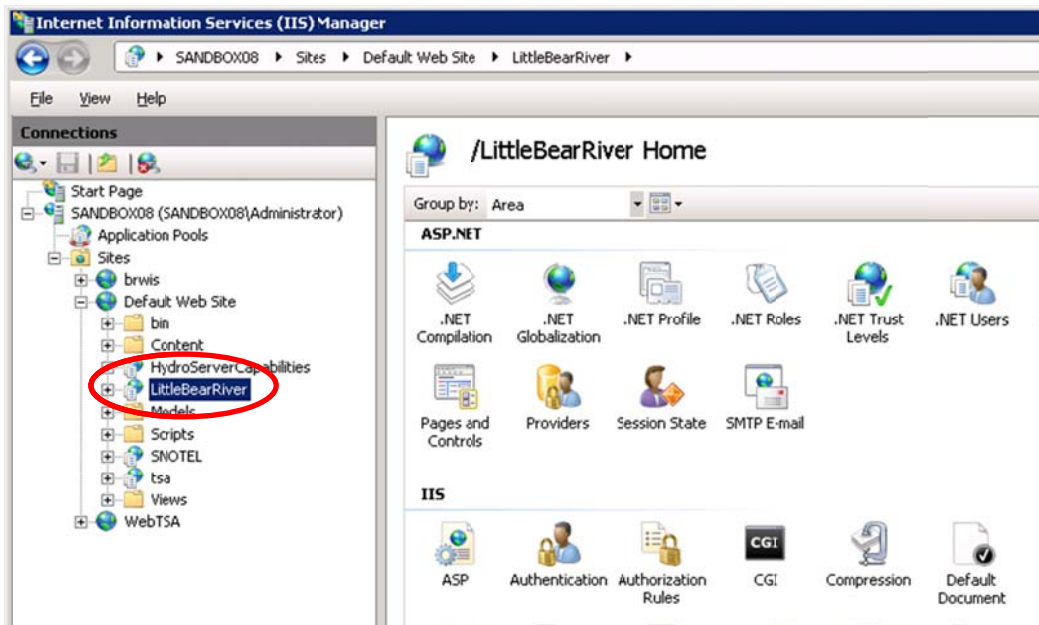 Internet Information Services (IIS) Manager
SANDBOX08 Sites Default Web Site LittleBearRiver
File View Help
Connections
Start Page
SANDBOX08 (SANDBOX08\Administrator)
Application Pools
Sites
brwis
Default Web Site
bin
Content
HydroServerCapabilities
LittleBearRiver
Models
Scripts
SNOTEL
tsa
Views
WebTSA
/LittleBearRiver Home
Group by: Area
ASP.NET
.NET Compilation
.NET Globalization
.NET Profile
.NET Roles
.NET Trust Levels
.NET Users
Pages and Controls
Providers
Session State
SMTP E-mail
IIS
CGI
ASP
Authentication
Authorization Rules
CGI
Compression
Default Document